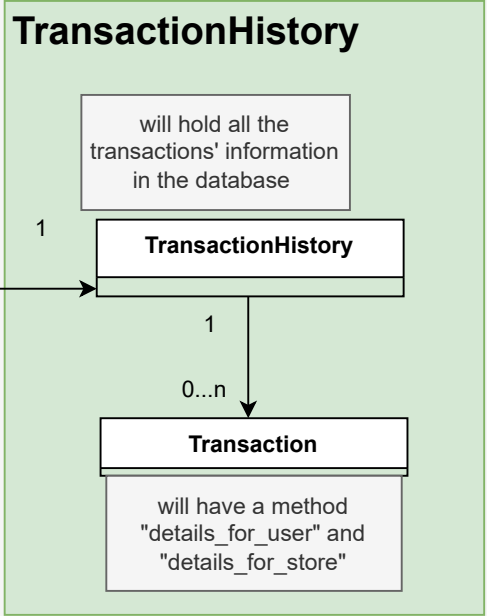 TransactionHistory
will hold all the
transactions' information
in the database
1
TransactionHistory
1
0...n
Transaction
will have a method
"details_for_user" and
"details_for_store"